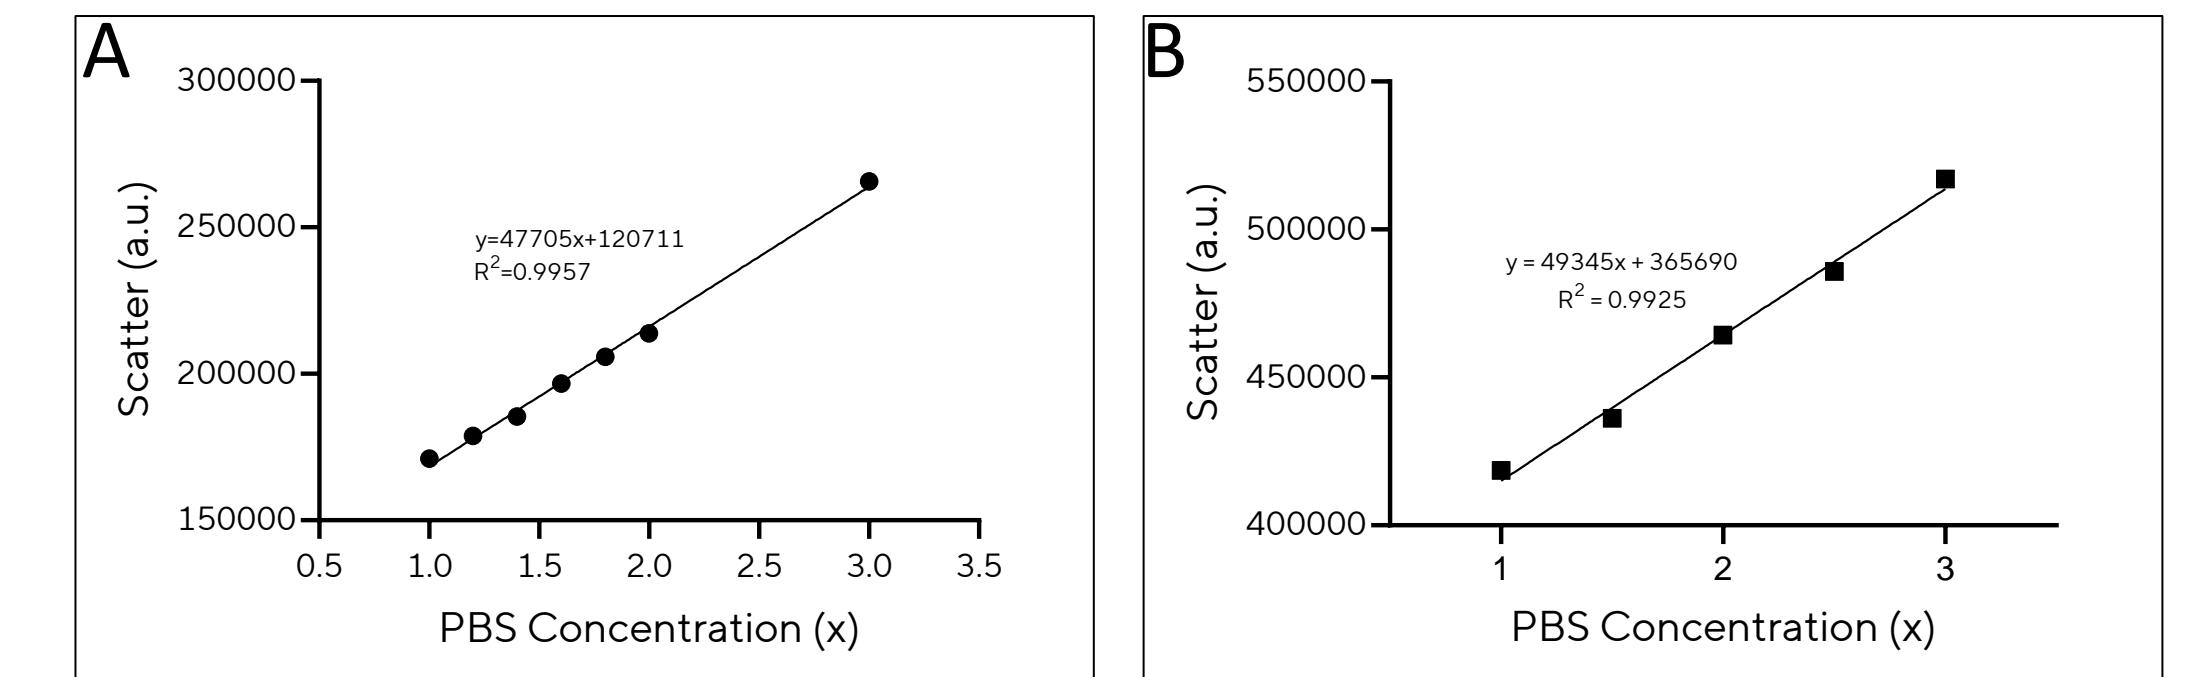 A
300000
250000
200000
150000
Scatter (a.u.)
y=47705x+120711
R²=0.9957
0.5 1.0 1.5 2.0 2.5 3.0 3.5
PBS Concentration (x)
B
550000
500000
450000
400000
Scatter (a.u.)
y = 49345x + 365690
R² = 0.9925
1 2 3
PBS Concentration (x)